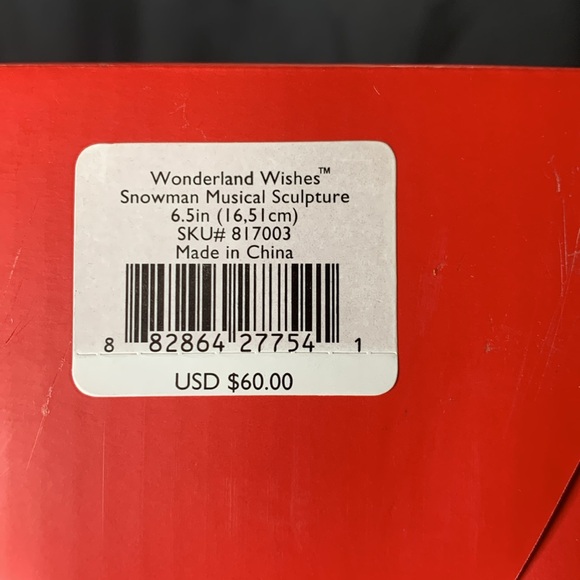 Wonderland Wishes™
Snowman Musical Sculpture
6.5in (16,51cm)
SKU# 817003
Made in China
8 82864 27754 1
USD $60.00